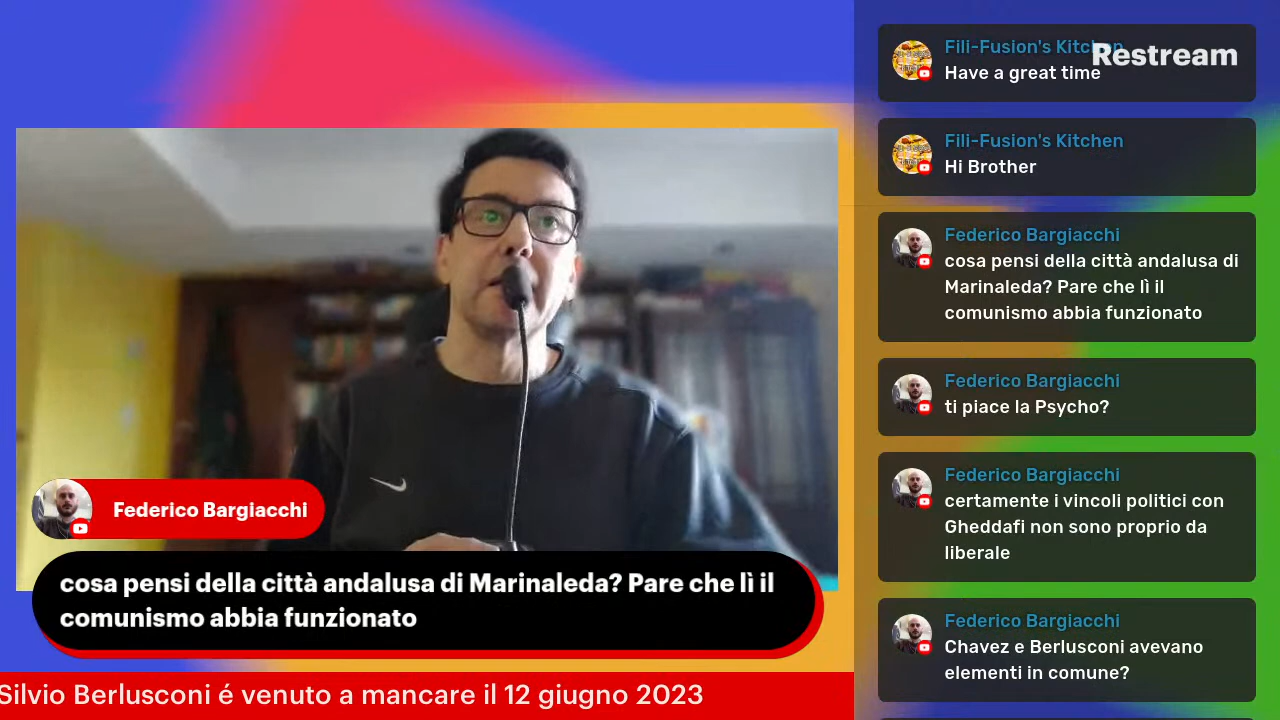 Federico Bargiacchi
cosa pensi della città andalusa di Marinaleda? Pare che lì il
comunismo abbia funzionato
Silvio Berlusconi é venuto a mancare il 12 giugno 2023
Restream
Fili-Fusion's Kitchen
Have a great time
Fili-Fusion's Kitchen
Hi Brother
Federico Bargiacchi
cosa pensi della città andalusa di
Marinaleda? Pare che lì il
comunismo abbia funzionato
Federico Bargiacchi
ti piace la Psycho?
Federico Bargiacchi
certamente i vincoli politici con
Gheddafi non sono proprio da
liberale
Federico Bargiacchi
Chavez e Berlusconi avevano
elementi in comune?